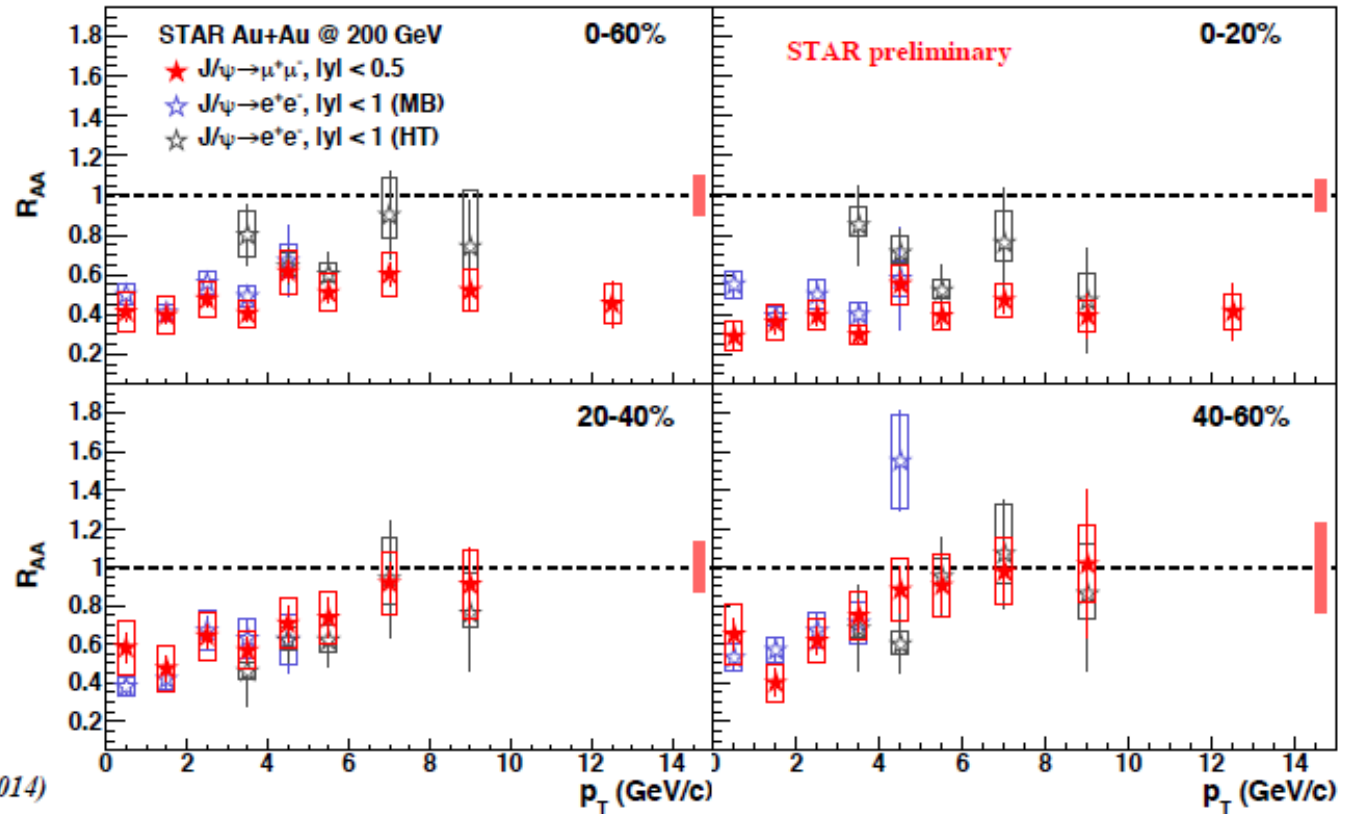 STAR Au+Au @ 200 GeV
0-60%
J/ψ→μ⁺μ⁻, |y| < 0.5
J/ψ→e⁺e⁻, |y| < 1 (MB)
J/ψ→e⁺e⁻, |y| < 1 (HT)
STAR preliminary
0-20%
R_AA
1.8
1.6
1.4
1.2
1
0.8
0.6
0.4
0.2
20-40%
40-60%
R_AA
1.8
1.6
1.4
1.2
1
0.8
0.6
0.4
0.2
0 2 4 6 8 10 12 14
2 4 6 8 10 12 14
014)
p_T (GeV/c)
p_T (GeV/c)